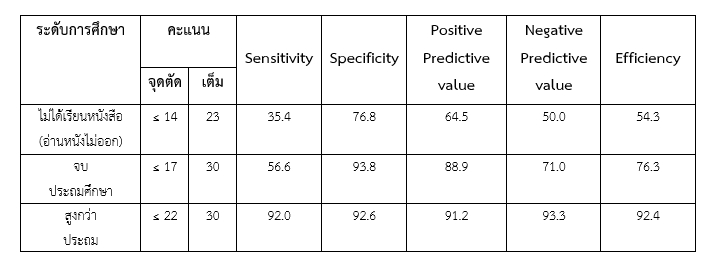 ระดับการศึกษา คะแนน Sensitivity Specificity Positive Predictive value Negative Predictive value Efficiency
จุดตัด เต็ม
ไม่ได้เรียนหนังสือ ≤ 14 23 35.4 76.8 64.5 50.0 54.3
(อ่านหนังไม่ออก)
จบ ≤ 17 30 56.6 93.8 88.9 71.0 76.3
ประถมศึกษา
สูงกว่า ≤ 22 30 92.0 92.6 91.2 93.3 92.4
ประถม